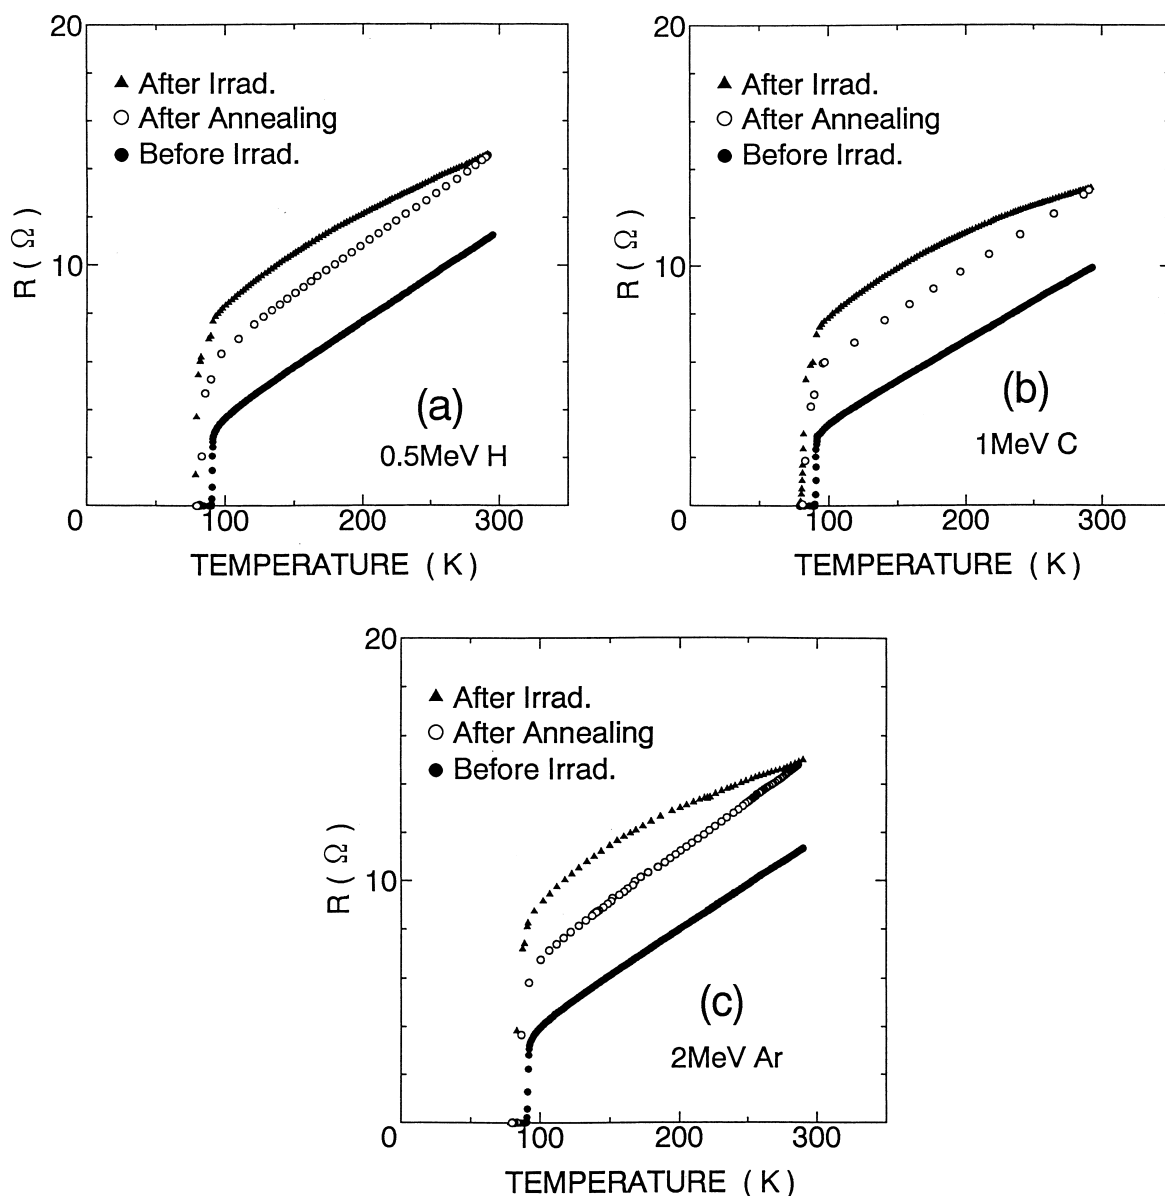 20
▲ After Irrad.
○ After Annealing
● Before Irrad.
R ( Ω )
10
(a)
0.5MeV H
0 100 200 300
TEMPERATURE ( K )
20
▲ After Irrad.
○ After Annealing
● Before Irrad.
R ( Ω )
10
(b)
1MeV C
0 100 200 300
TEMPERATURE ( K )
20
▲ After Irrad.
○ After Annealing
● Before Irrad.
R ( Ω )
10
(c)
2MeV Ar
0 100 200 300
TEMPERATURE ( K )